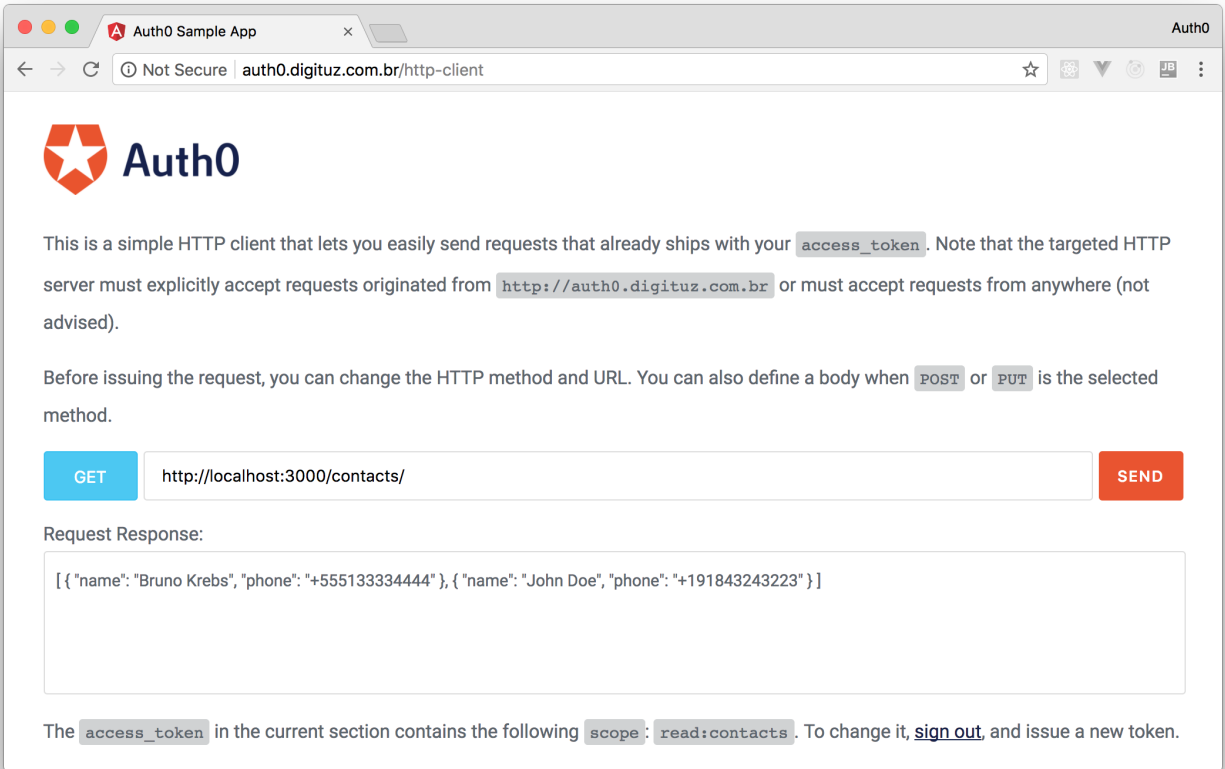 Auth0 Sample App
Auth0
Not Secure auth0.digituz.com.br/http-client
JB
Auth0
This is a simple HTTP client that lets you easily send requests that already ships with your access_token. Note that the targeted HTTP
server must explicitly accept requests originated from http://auth0.digituz.com.br or must accept requests from anywhere (not
advised).
Before issuing the request, you can change the HTTP method and URL. You can also define a body when POST or PUT is the selected
method.
GET http://localhost:3000/contacts/ SEND
Request Response:
[ { "name": "Bruno Krebs", "phone": "+555133334444" }, { "name": "John Doe", "phone": "+191843243223" } ]
The access_token in the current section contains the following scope: read:contacts. To change it, sign out, and issue a new token.